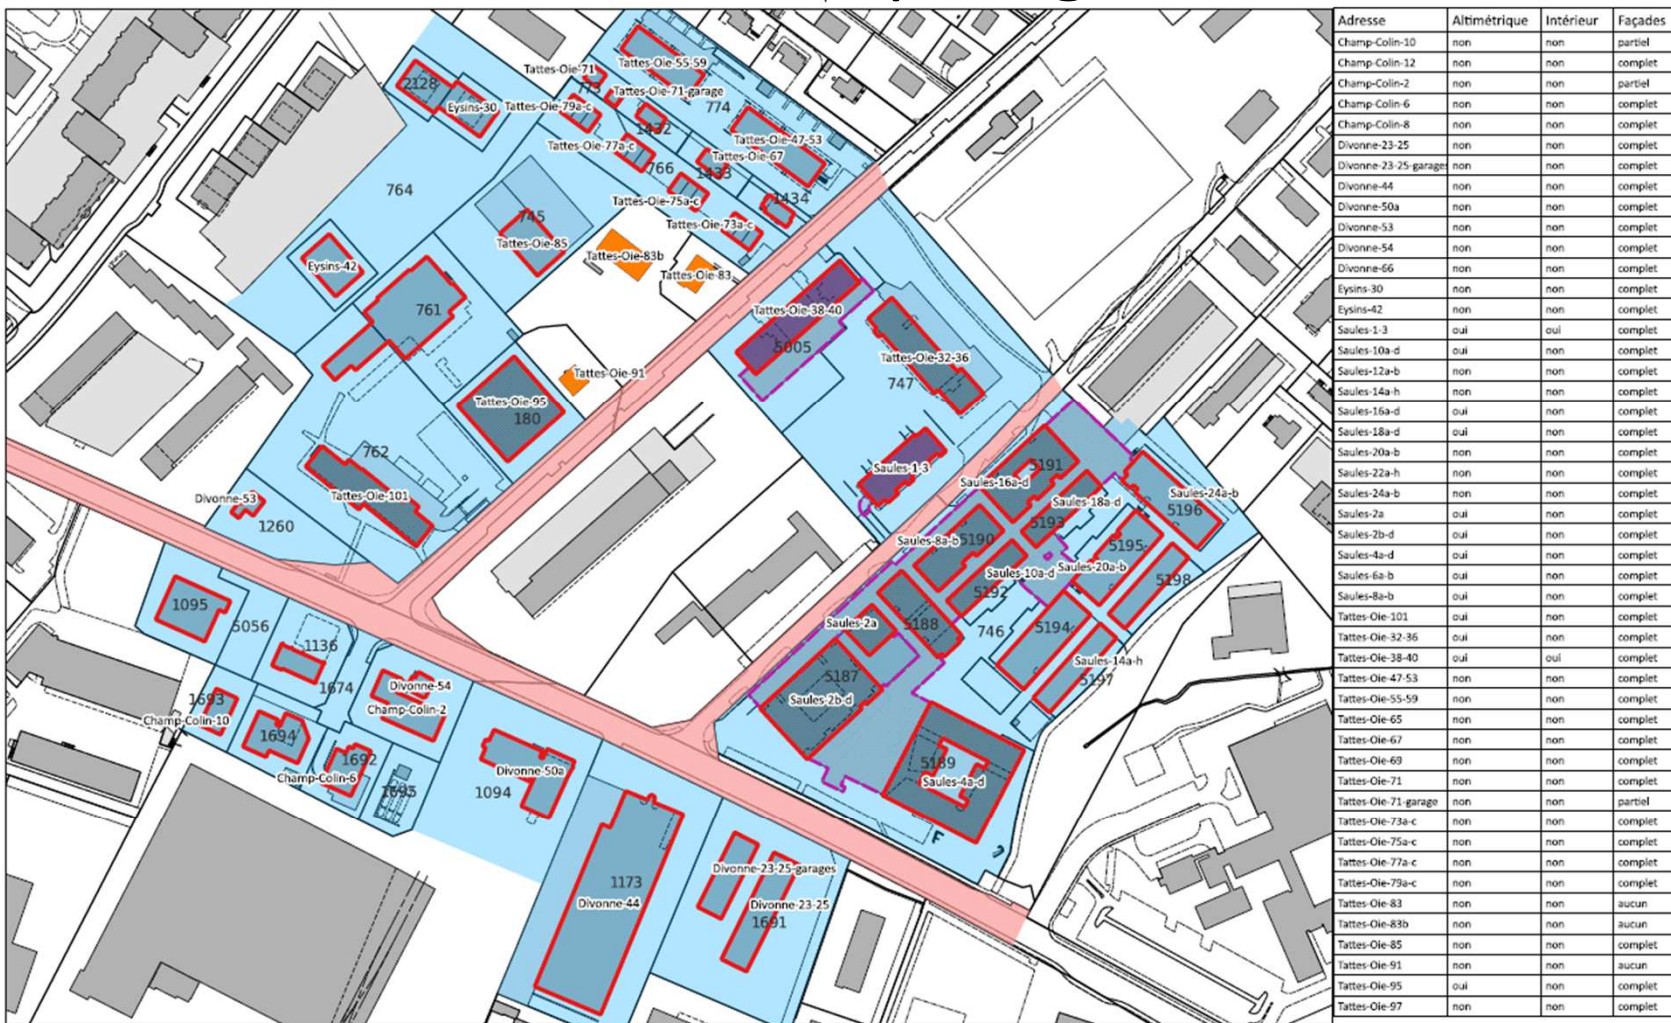 Tattes-Oie-71
Tattes-Oie-55-59
773
Tattes-Oie-71-garage
2128
Eysins-30
Tattes-Oie-79a-c
774
1432
Tattes-Oie-47-53
Tattes-Oie-77a-c
Tattes-Oie-67
766
1433
764
Tattes-Oie-75a-c
1434
745
Tattes-Oie-73a-c
Tattes-Oie-85
Tattes-Oie-83b
Eysins-42
Tattes-Oie-83
761
Tattes-Oie-38-40
5005
Tattes-Oie-32-36
747
Tattes-Oie-91
Tattes-Oie-95
180
762
Saules-1-3
5191
Saules-16a-d
Tattes-Oie-101
Divonne-53
Saules-24a-b
Saules-18a-d
5196
1260
5193
Saules-8a-b
5190
5195
Saules-20a-b
Saules-10a-d
5198
5192
1095
5056
Saules-2a
5188
746
5194
1136
Saules-14a-h
5197
1674
Divonne-54
5187
1693
Champ-Colin-2
Saules-2b-d
Champ-Colin-10
1694
1692
5189
Champ-Colin-6
Divonne-50a
Saules-4a-d
1094
1173
Divonne-23-25-garages
Divonne-44
Divonne-23-25
1691
Adresse Altimétrique Intérieur Façades
Champ-Colin-10 non non partiel
Champ-Colin-12 non non complet
Champ-Colin-2 non non partiel
Champ-Colin-6 non non complet
Champ-Colin-8 non non complet
Divonne-23-25 non non complet
Divonne-23-25-garages non non complet
Divonne-44 non non complet
Divonne-50a non non complet
Divonne-53 non non complet
Divonne-54 non non complet
Divonne-66 non non complet
Eysins-30 non non complet
Eysins-42 non non complet
Saules-1-3 oui oui complet
Saules-10a-d oui non complet
Saules-12a-b non non complet
Saules-14a-h non non complet
Saules-16a-d oui non complet
Saules-18a-d oui non complet
Saules-20a-b non non complet
Saules-22a-h non non complet
Saules-24a-b non non complet
Saules-2a oui non complet
Saules-2b-d oui non complet
Saules-4a-d oui non complet
Saules-6a-b oui non complet
Saules-8a-b oui non complet
Tattes-Oie-101 oui non complet
Tattes-Oie-32-36 oui non complet
Tattes-Oie-38-40 oui oui complet
Tattes-Oie-47-53 non non complet
Tattes-Oie-55-59 non non complet
Tattes-Oie-65 non non complet
Tattes-Oie-67 non non complet
Tattes-Oie-69 non non complet
Tattes-Oie-71 non non complet
Tattes-Oie-71-garage non non partiel
Tattes-Oie-73a-c non non complet
Tattes-Oie-75a-c non non complet
Tattes-Oie-77a-c non non complet
Tattes-Oie-79a-c non non complet
Tattes-Oie-83 non non aucun
Tattes-Oie-83b non non aucun
Tattes-Oie-85 non non complet
Tattes-Oie-91 non non aucun
Tattes-Oie-95 oui non complet
Tattes-Oie-97 non non complet